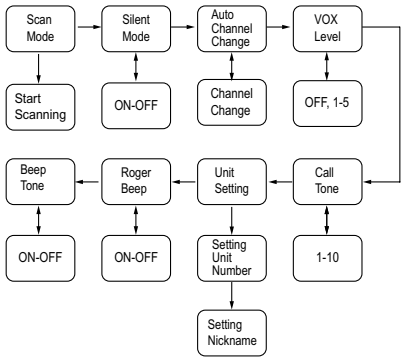 Scan
Mode
Silent
Mode
Auto
Channel
Change
VOX
Level
Start
Scanning
ON-OFF
Channel
Change
OFF, 1-5
Beep
Tone
Roger
Beep
Unit
Setting
Call
Tone
ON-OFF
ON-OFF
Setting
Unit
Number
1-10
Setting
Nickname